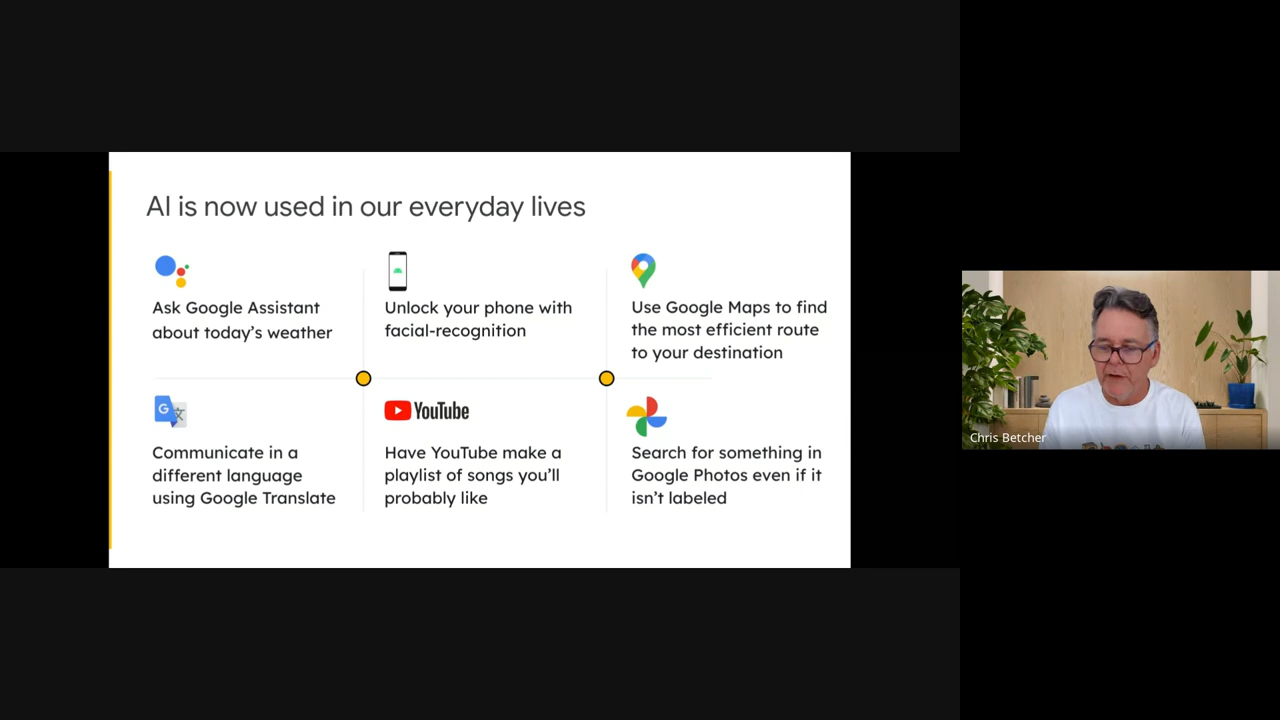 AI is now used in our everyday lives
Ask Google Assistant
about today's weather
Unlock your phone with
facial-recognition
Use Google Maps to find
the most efficient route
to your destination
G 文
YouTube
Communicate in a
different language
using Google Translate
Have YouTube make a
playlist of songs you'll
probably like
Search for something in
Google Photos even if it
isn't labeled
Chris Betcher